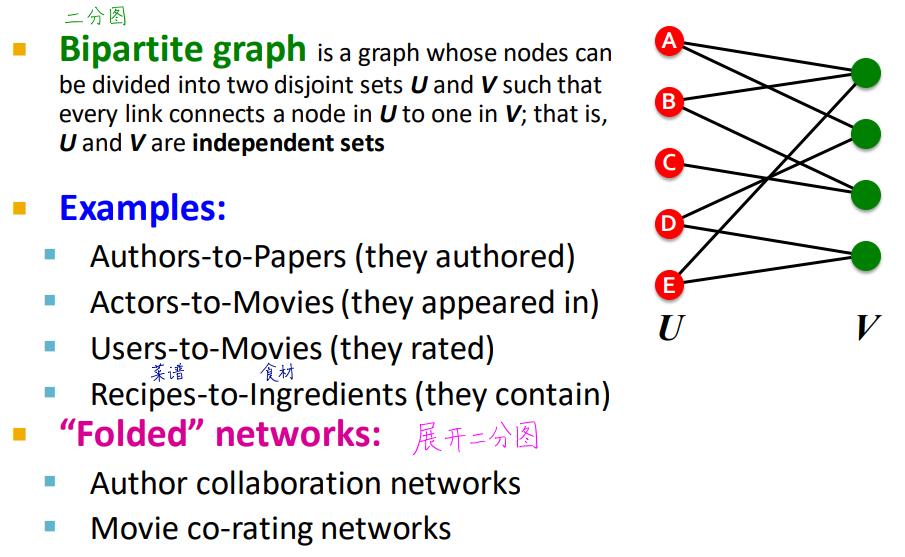 二分图
Bipartite graph is a graph whose nodes can
be divided into two disjoint sets U and V such that
every link connects a node in U to one in V; that is,
U and V are independent sets
Examples:
Authors-to-Papers (they authored)
Actors-to-Movies (they appeared in)
Users-to-Movies (they rated)
菜谱 食材
Recipes-to-Ingredients (they contain)
“Folded” networks: 展开二分图
Author collaboration networks
Movie co-rating networks
A
B
C
D
E
U V